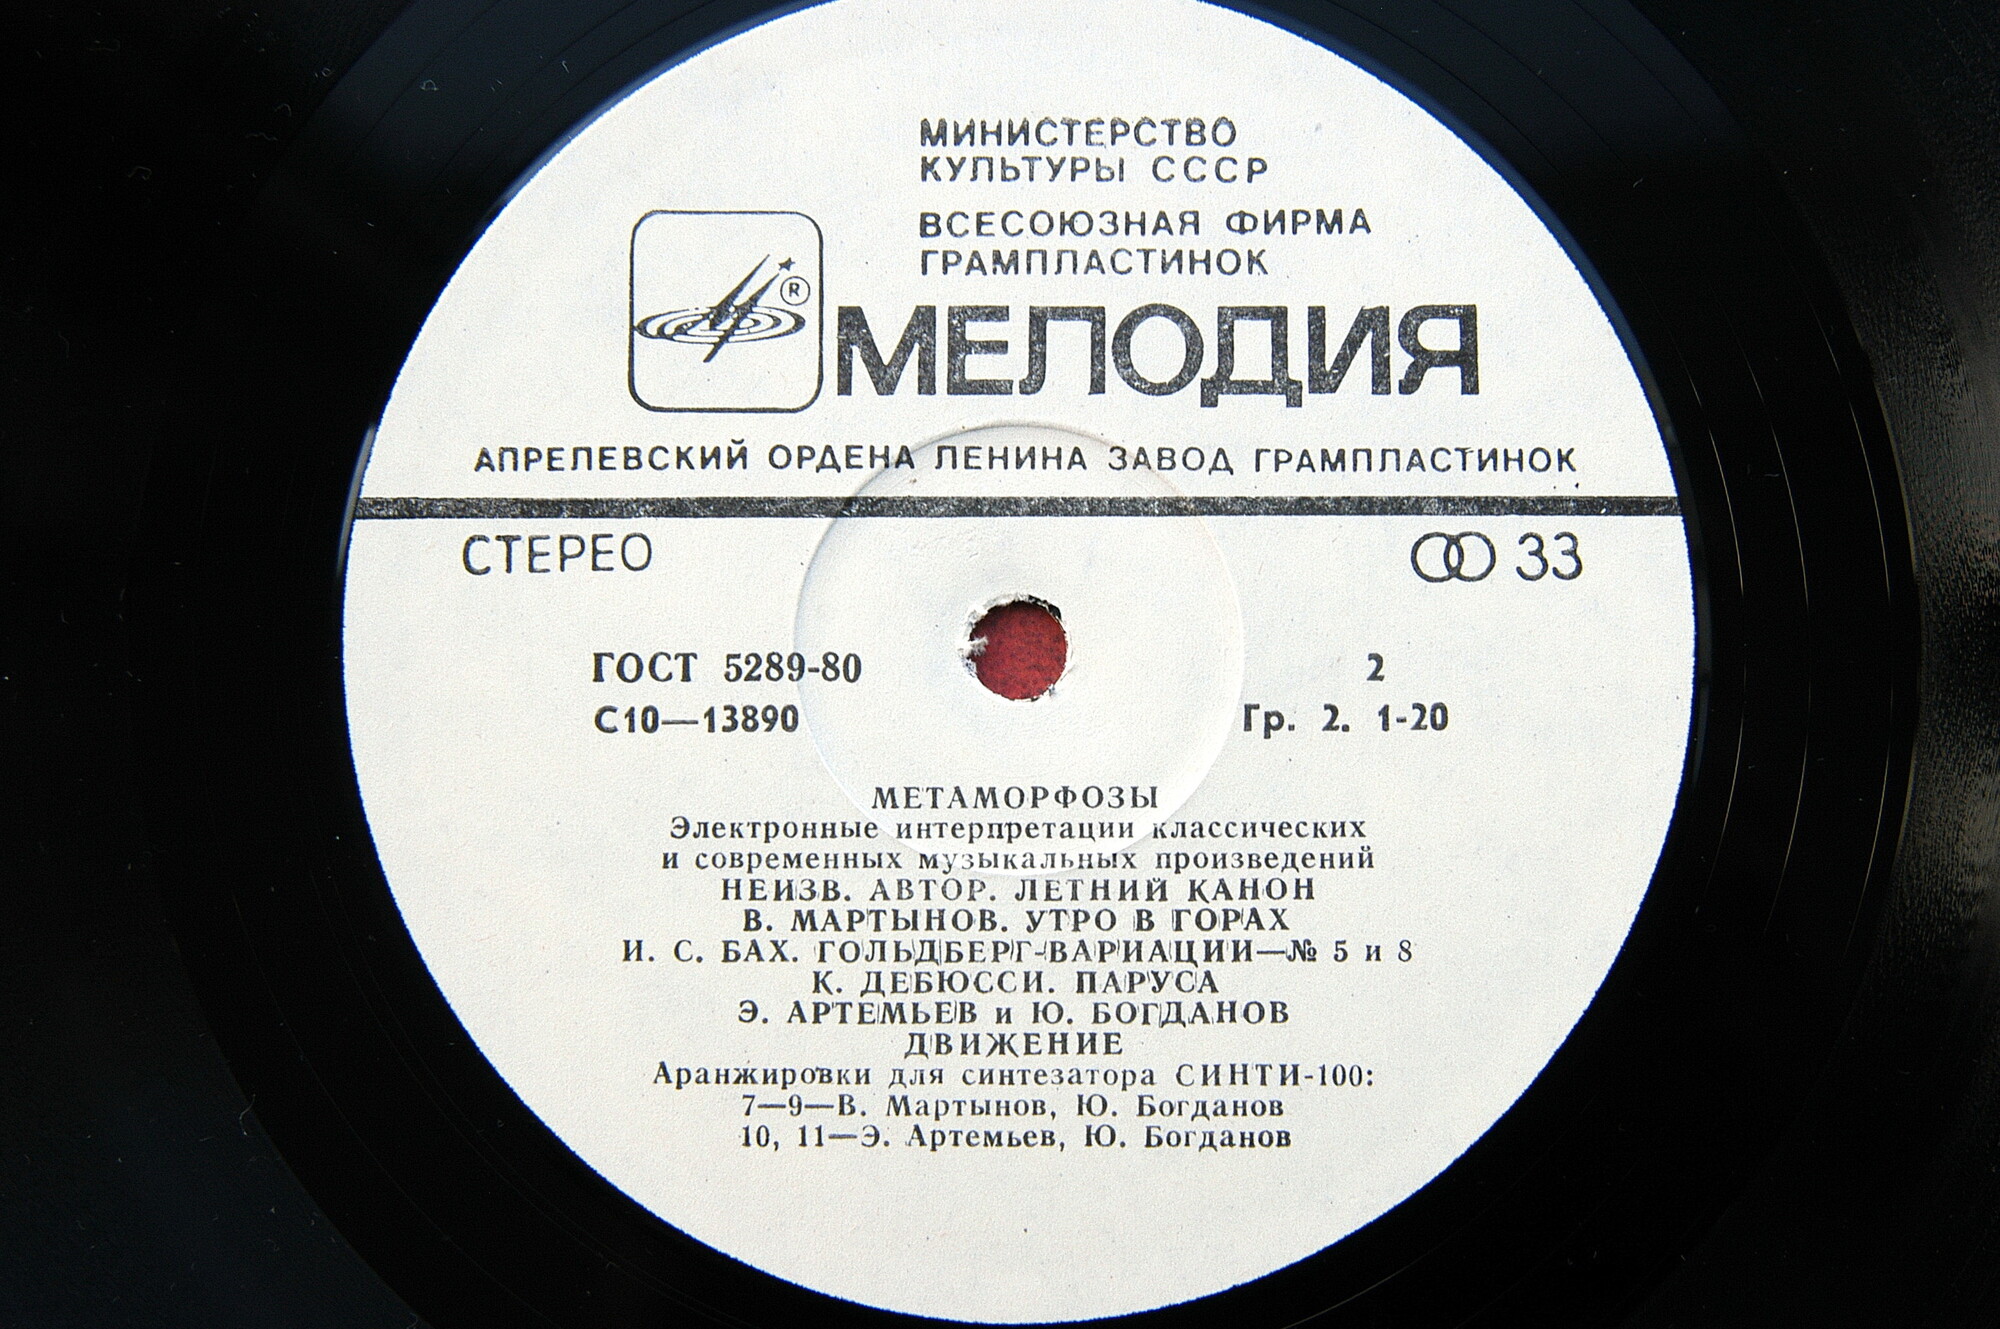 МИНИСТЕРСТВО
КУЛЬТУРЫ СССР
ВСЕСОЮЗНАЯ ФИРМА
ГРАМПЛАСТИНОК
®
МЕЛОДИЯ
АПРЕЛЕВСКИЙ ОРДЕНА ЛЕНИНА ЗАВОД ГРАМПЛАСТИНОК
СТЕРЕО
33
ГОСТ 5289-80
2
С10—13890
Гр. 2. 1-20
МЕТАМОРФОЗЫ
Электронные интерпретации классических
и современных музыкальных произведений
НЕИЗВ. АВТОР. ЛЕТНИЙ КАНОН
В. МАРТЫНОВ. УТРО В ГОРАХ
И. С. БАХ. ГОЛЬДБЕРГ-ВАРИАЦИИ—№ 5 и 8
К. ДЕБЮССИ. ПАРУСА
Э. АРТЕМЬЕВ и Ю. БОГДАНОВ
ДВИЖЕНИЕ
Аранжировки для синтезатора СИНТИ-100:
7—9—В. Мартынов, Ю. Богданов
10, 11—Э. Артемьев, Ю. Богданов